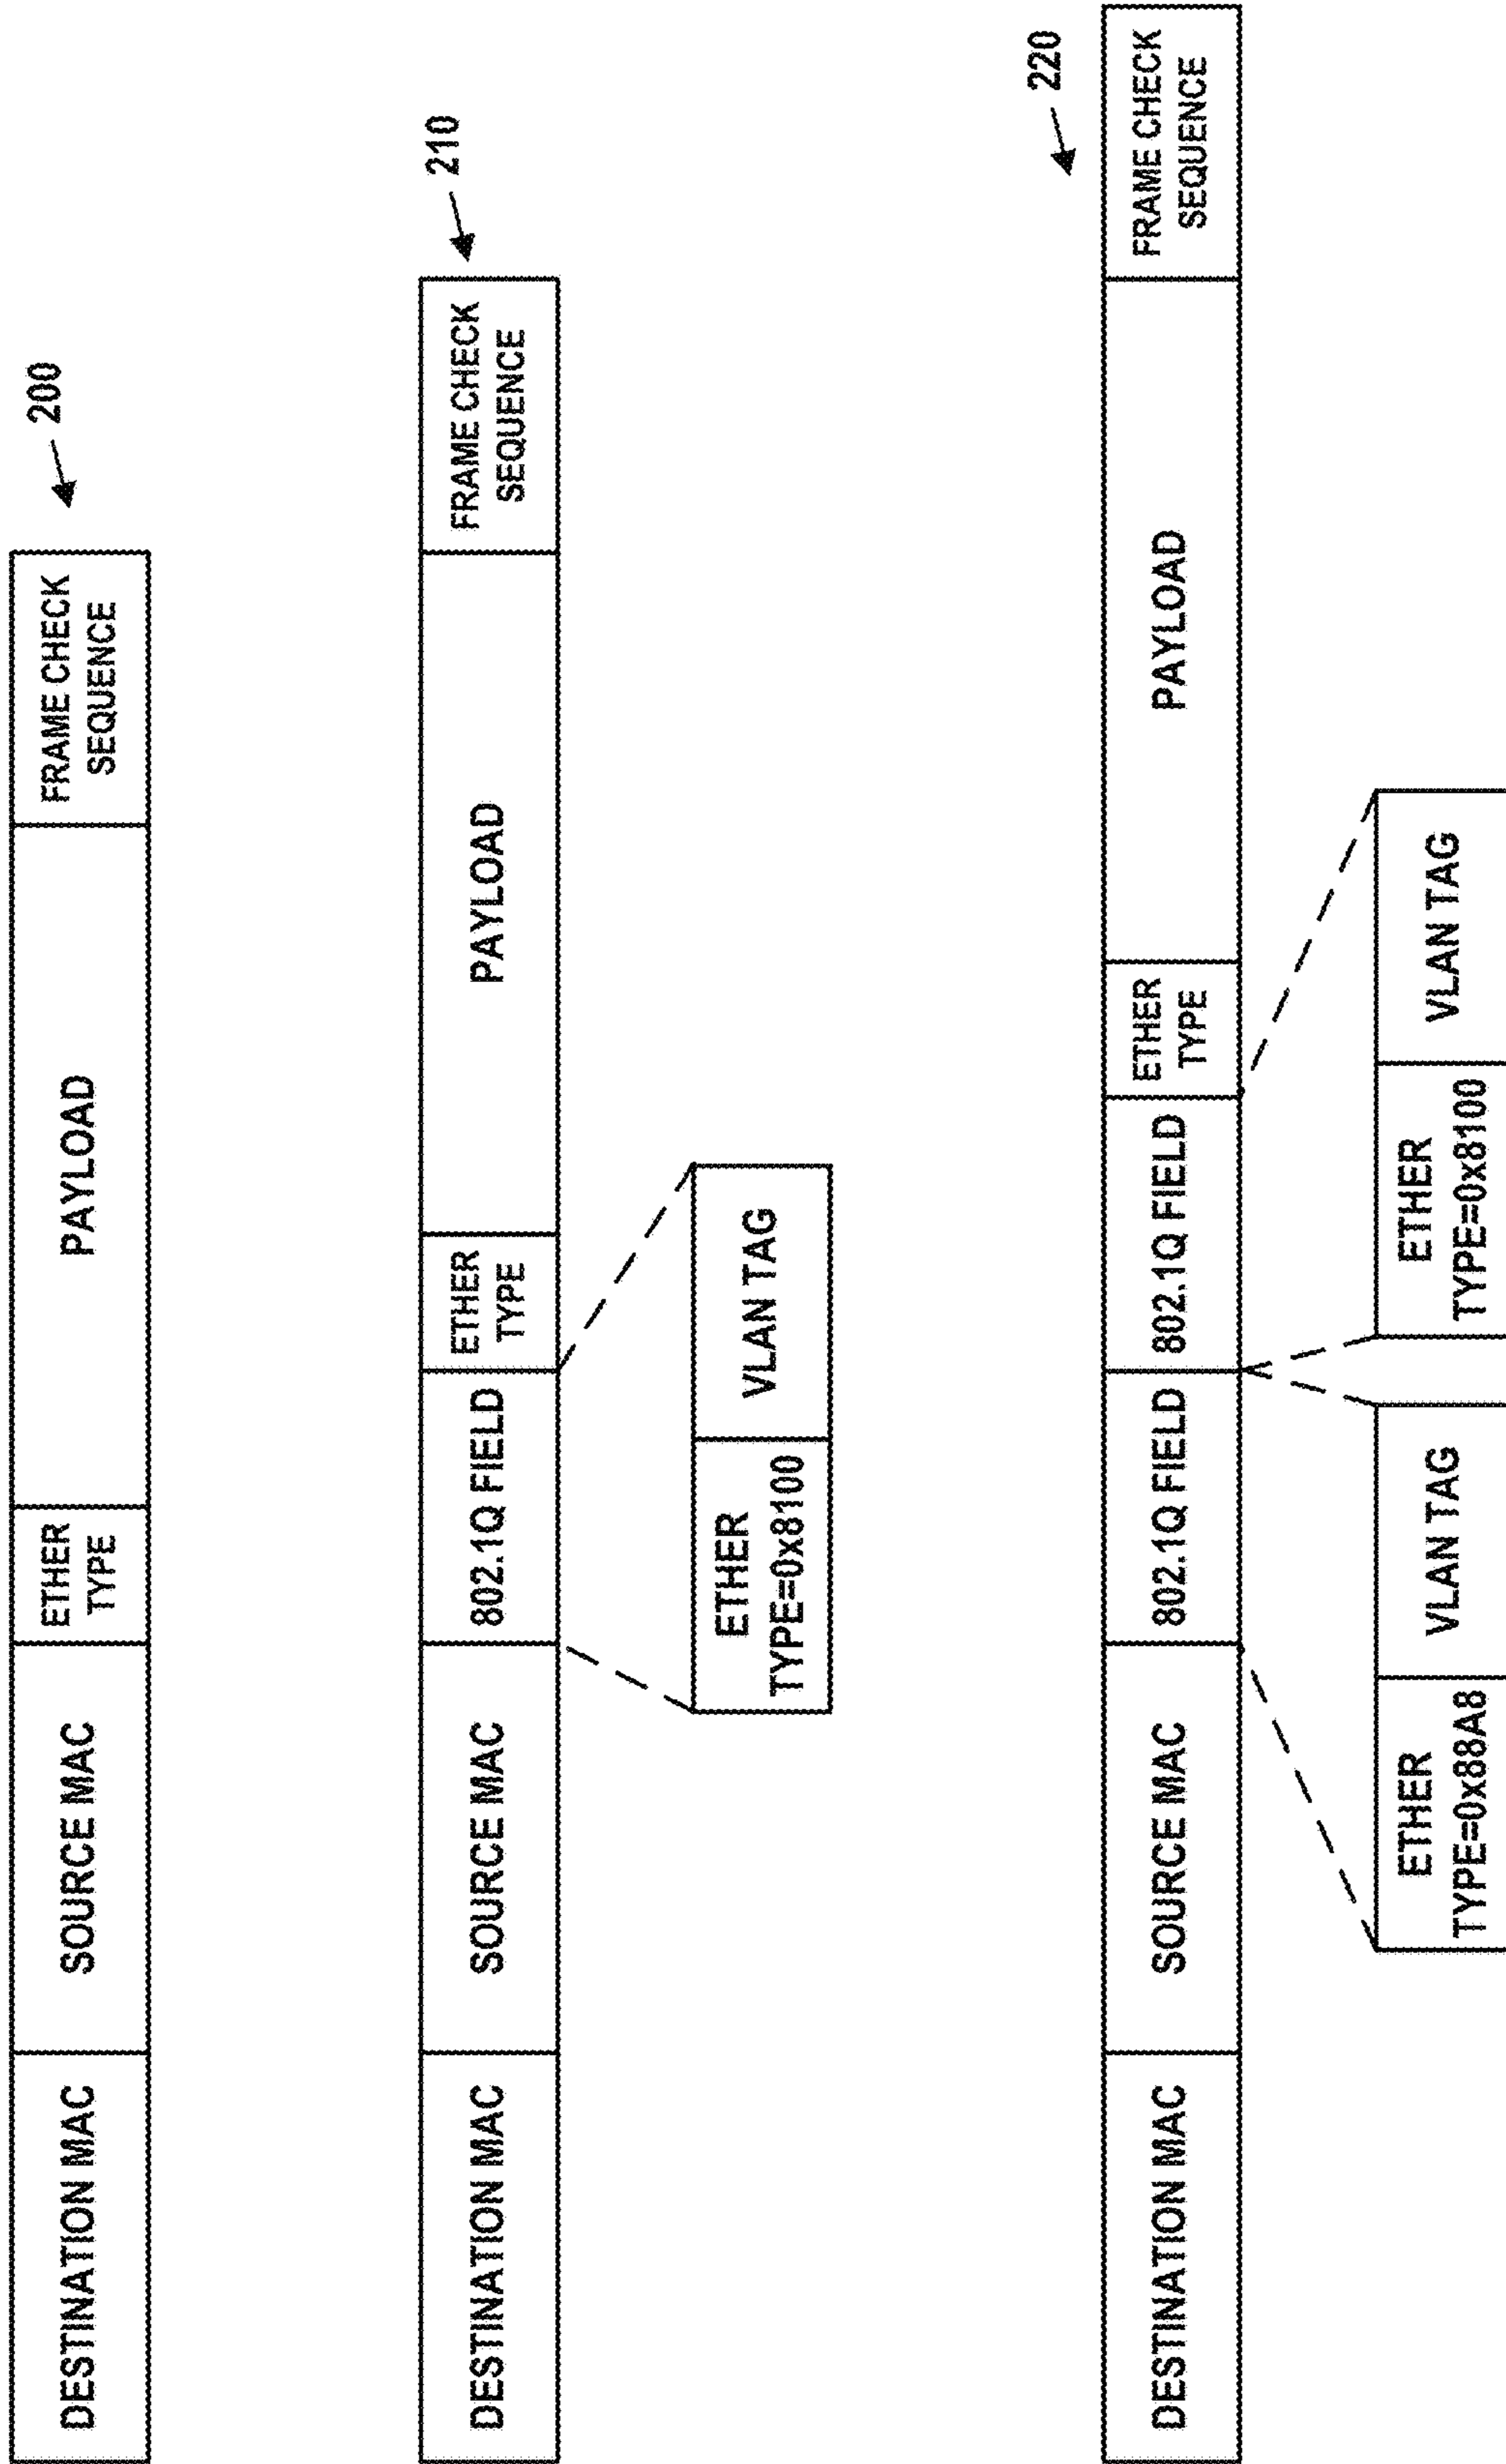 200
DESTINATION MAC
SOURCE MAC
ETHER
TYPE
PAYLOAD
FRAME CHECK
SEQUENCE
210
DESTINATION MAC
SOURCE MAC
802.1Q FIELD
ETHER
TYPE
PAYLOAD
FRAME CHECK
SEQUENCE
ETHER
TYPE=0x8100
VLAN TAG
220
DESTINATION MAC
SOURCE MAC
802.1Q FIELD
802.1Q FIELD
ETHER
TYPE
PAYLOAD
FRAME CHECK
SEQUENCE
ETHER
TYPE=0x88A8
VLAN TAG
ETHER
TYPE=0x8100
VLAN TAG